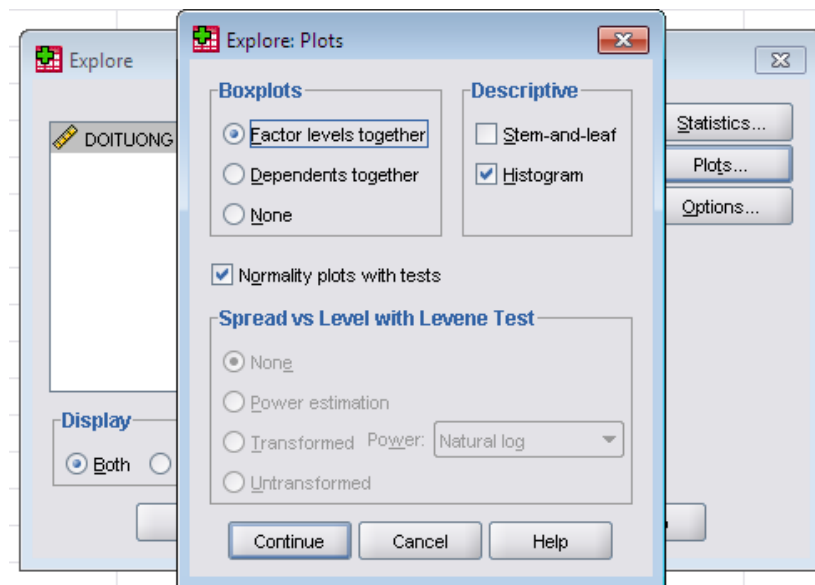 Explore
DOITUONG
Statistics...
Plots...
Options...
Display
Both
Explore: Plots
Boxplots
Factor levels together
Dependents together
None
Descriptive
Stem-and-leaf
Histogram
Normality plots with tests
Spread vs Level with Levene Test
None
Power estimation
Transformed Power: Natural log
Untransformed
Continue Cancel Help